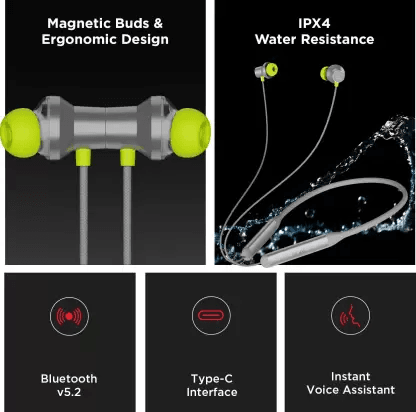 Magnetic Buds &
Ergonomic Design
IPX4
Water Resistance
Bluetooth
v5.2
Type-C
Interface
Instant
Voice Assistant